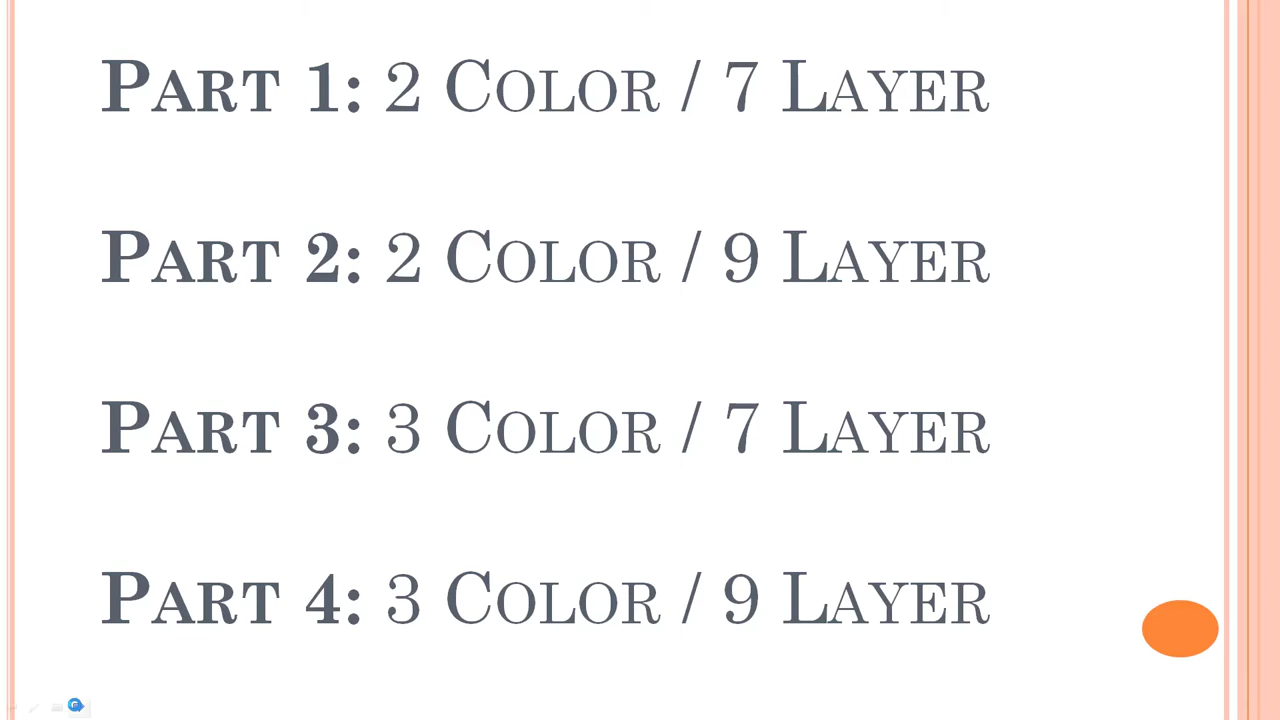 Part 1: 2 Color / 7 Layer
Part 2: 2 Color / 9 Layer
Part 3: 3 Color / 7 Layer
Part 4: 3 Color / 9 Layer